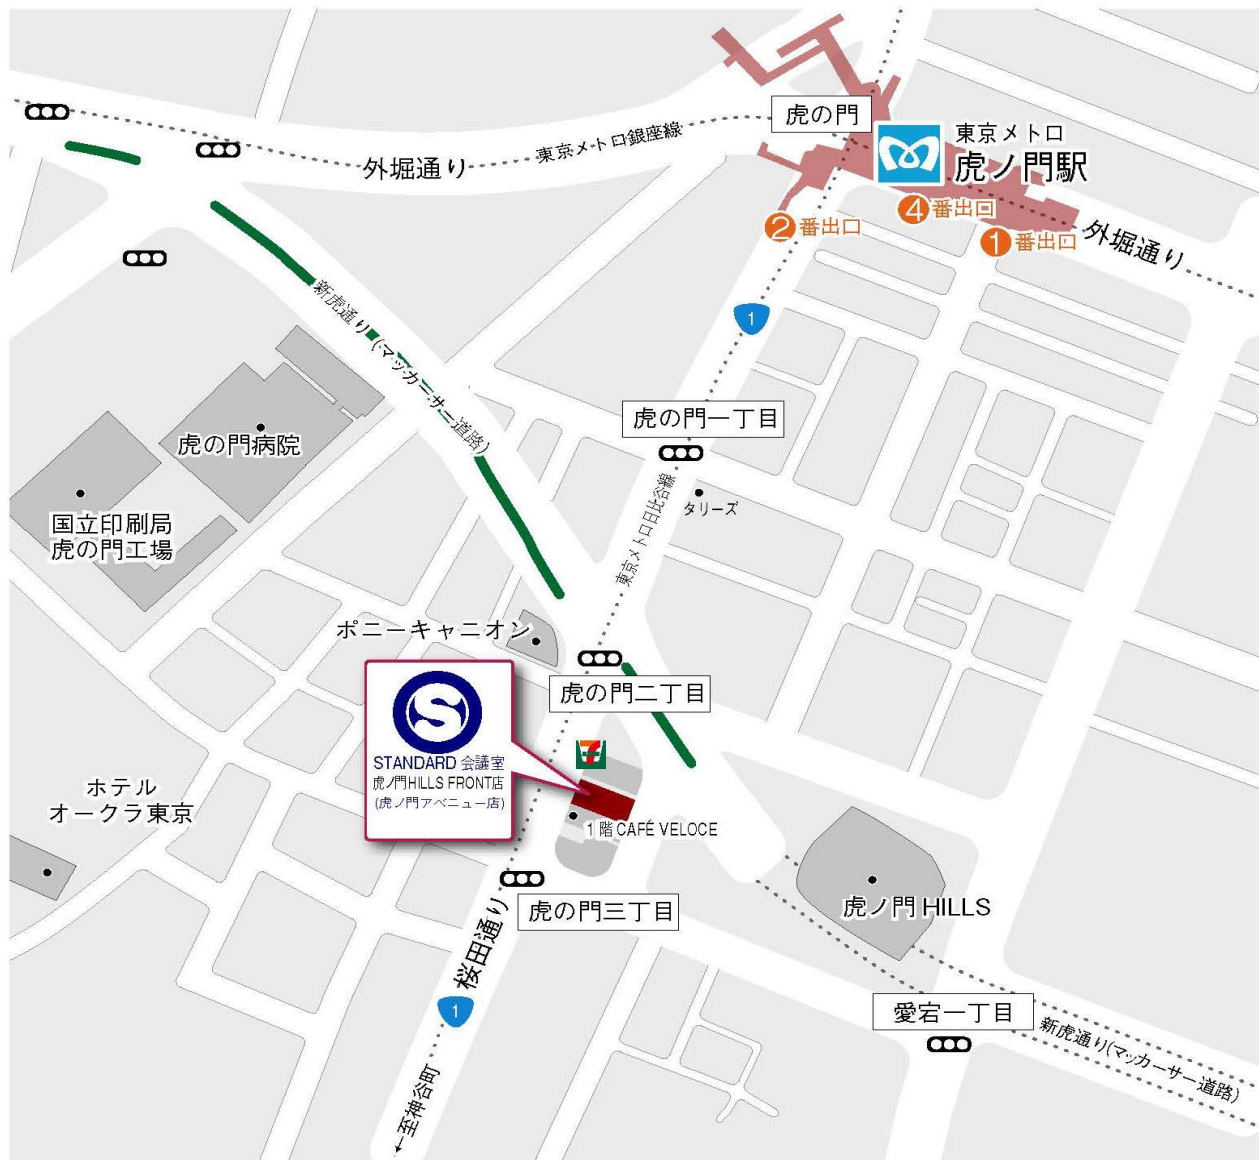 虎の門
東京メトロ
虎ノ門駅
東京メトロ銀座線
外堀通り
4番出口
2番出口
1番出口
外堀通り
1
新虎通り(マッカーサー道路)
虎の門一丁目
虎の門病院
東京メトロ日比谷線
タリーズ
国立印刷局
虎の門工場
ポニーキャニオン
虎の門二丁目
S
STANDARD 会議室
虎ノ門HILLS FRONT店
(虎ノ門アベニュー店)
7
ホテル
オークラ東京
1階 CAFÉ VELOCE
虎ノ門 HILLS
虎の門三丁目
桜田通り
1
愛宕一丁目
新虎通り(マッカーサー道路)
←至神谷町